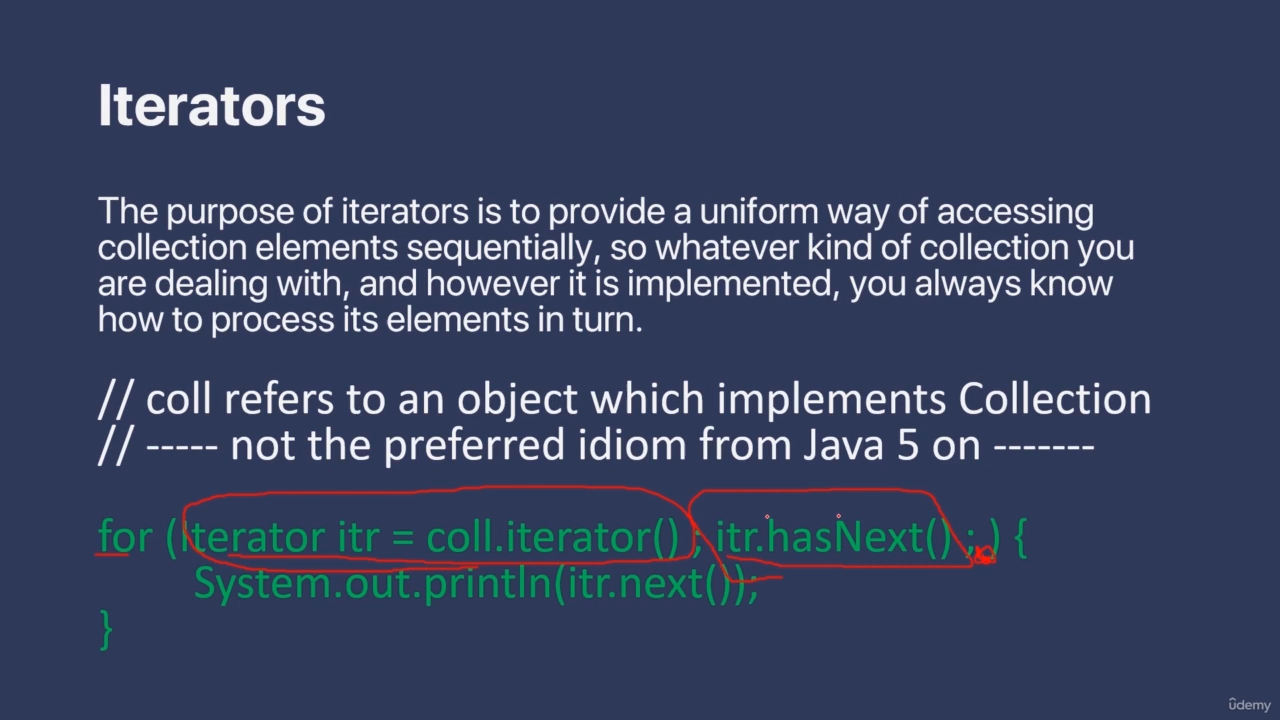 Iterators
The purpose of iterators is to provide a uniform way of accessing
collection elements sequentially, so whatever kind of collection you
are dealing with, and however it is implemented, you always know
how to process its elements in turn.
// coll refers to an object which implements Collection
// ----- not the preferred idiom from Java 5 on -------
for (Iterator itr = coll.iterator() ; itr.hasNext() ; ) {
System.out.println(itr.next());
}
ûdemy